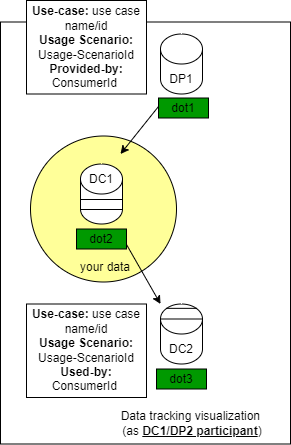 Use-case: use case
name/id
Usage Scenario:
Usage-ScenarioId
Provided-by:
ConsumerId
DP1
dot1
DC1
dot2
your data
Use-case: use case
name/id
Usage Scenario:
Usage-ScenarioId
Used-by:
ConsumerId
DC2
dot3
Data tracking visualization
(as DC1/DP2 participant)